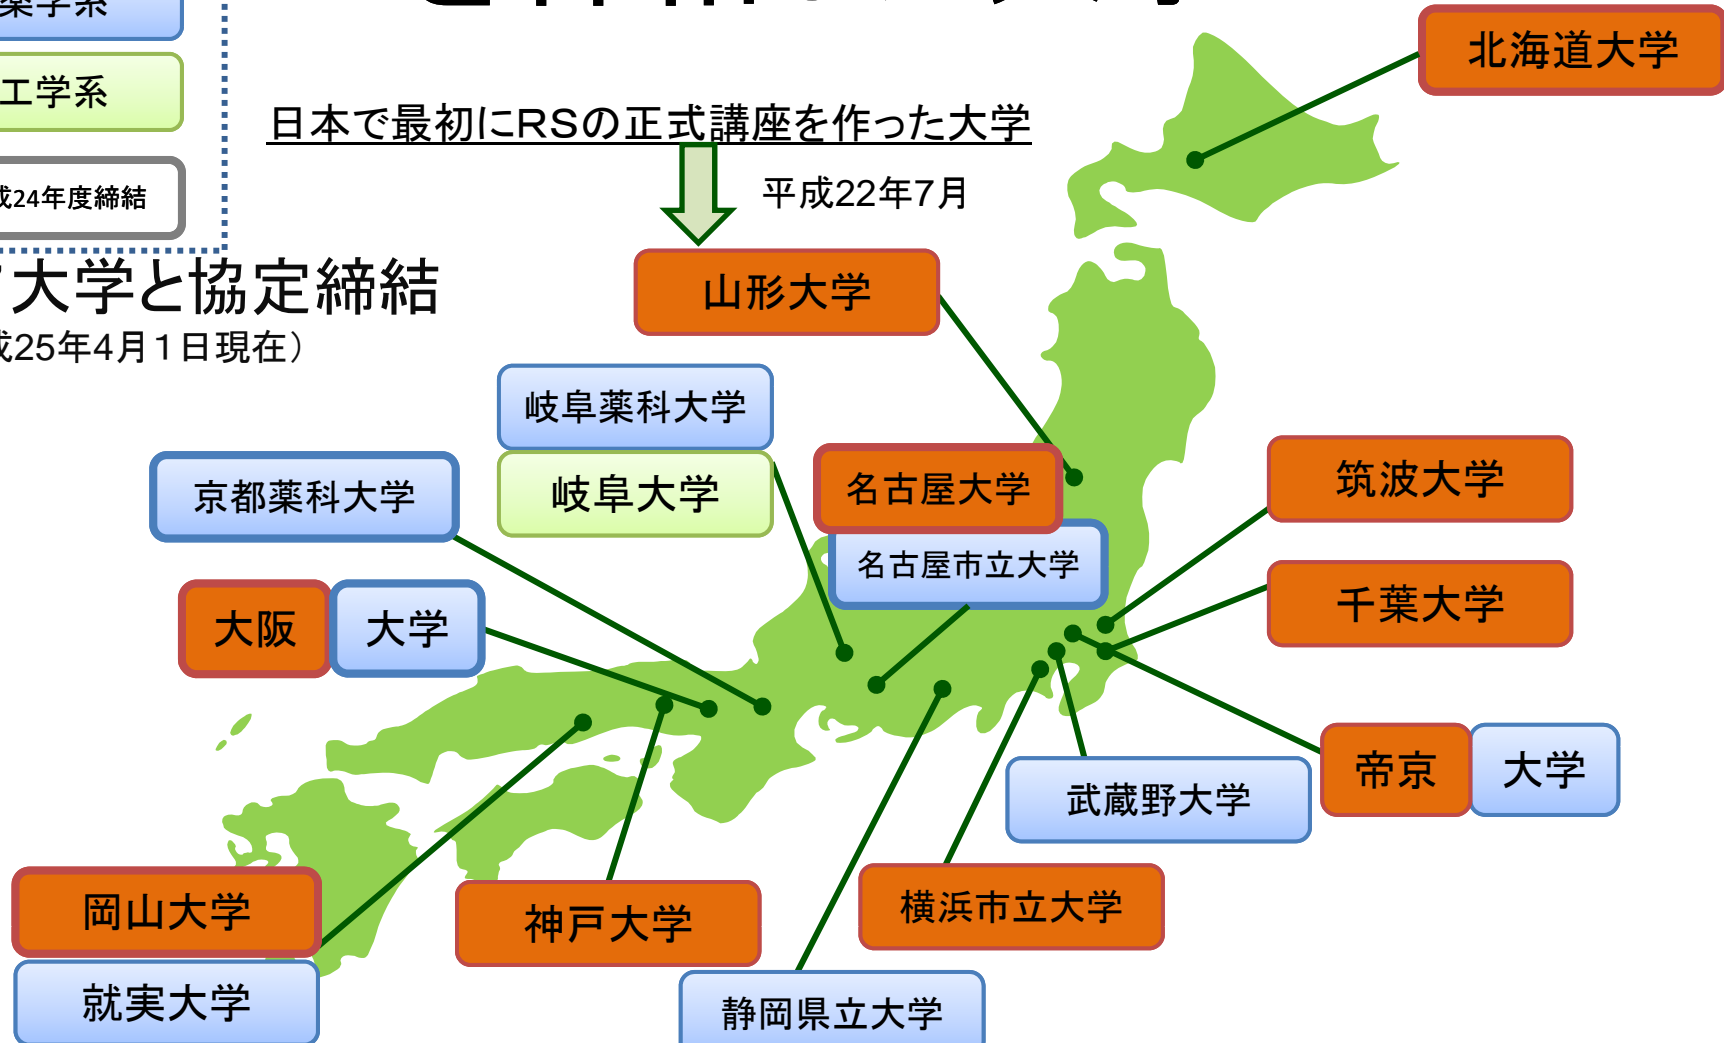 薬学系
工学系
成24年度締結
大学と協定締結
成25年4月1日現在）
日本で最初にRSの正式講座を作った大学
平成22年7月
北海道大学
山形大学
岐阜薬科大学
岐阜大学
京都薬科大学
名古屋大学
名古屋市立大学
筑波大学
千葉大学
大阪 大学
帝京 大学
武蔵野大学
横浜市立大学
岡山大学
神戸大学
就実大学
静岡県立大学